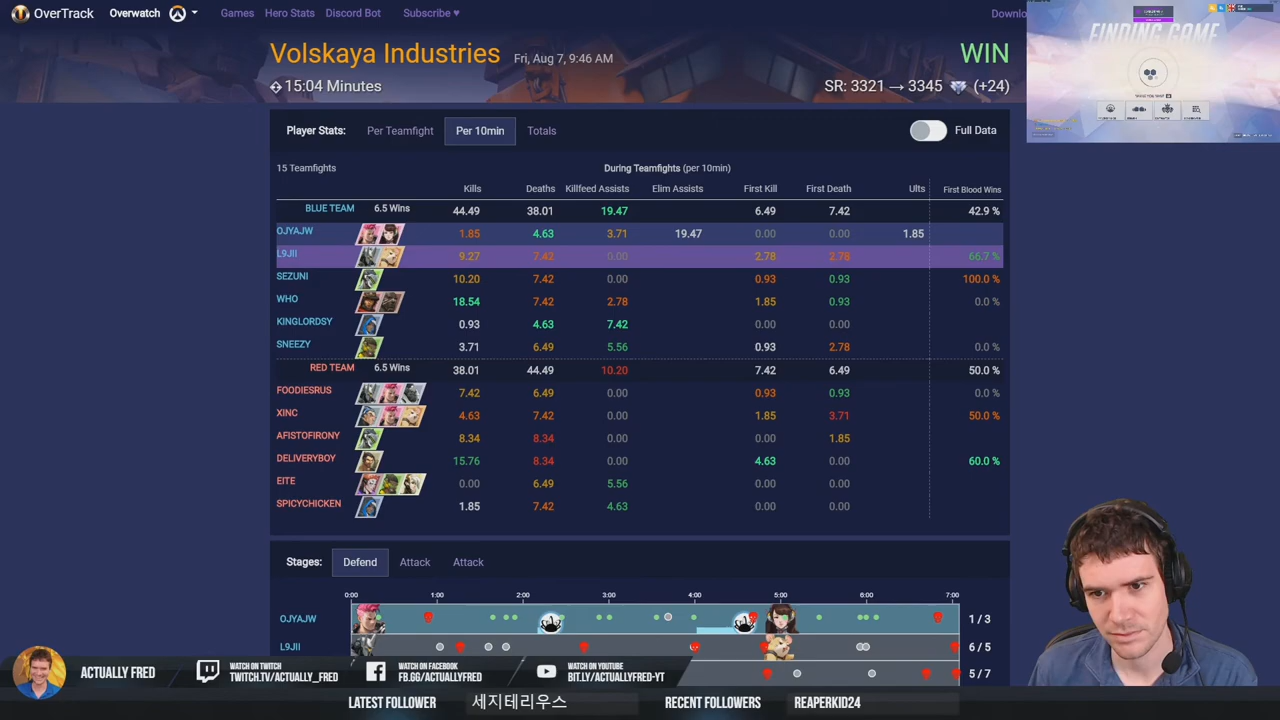 OverTrack Overwatch Games Hero Stats Discord Bot Subscribe ♥ Downlo
FINDING GAME
Volskaya Industries Fri, Aug 7, 9:46 AM WIN
15:04 Minutes SR: 3321 → 3345 (+24)
Player Stats: Per Teamfight Per 10min Totals Full Data
15 Teamfights During Teamfights (per 10min)
Kills Deaths Killfeed Assists Elim Assists First Kill First Death Ults First Blood Wins
BLUE TEAM 6.5 Wins 44.49 38.01 19.47 6.49 7.42 42.9 %
OJYAJW 1.85 4.63 3.71 19.47 0.00 0.00 1.85
L9JII 9.27 7.42 0.00 2.78 2.78 66.7 %
SEZUNI 10.20 7.42 0.00 0.93 0.93 100.0 %
WHO 18.54 7.42 2.78 1.85 0.93 0.0 %
KINGLORDSY 0.93 4.63 7.42 0.00 0.00
SNEEZY 3.71 6.49 5.56 0.93 2.78 0.0 %
RED TEAM 6.5 Wins 38.01 44.49 10.20 7.42 6.49 50.0 %
FOODIESRUS 7.42 6.49 0.00 0.93 0.93 0.0 %
XINC 4.63 7.42 0.00 1.85 3.71 50.0 %
AFISTOFIRONY 8.34 8.34 0.00 0.00 1.85
DELIVERYBOY 15.76 8.34 0.00 4.63 0.00 60.0 %
EITE 0.00 6.49 5.56 0.00 0.00
SPICYCHICKEN 1.85 7.42 4.63 0.00 0.00
Stages: Defend Attack Attack
0:00 1:00 2:00 3:00 4:00 5:00 6:00 7:00
OJYAJW 1 / 3
L9JII 6 / 5
5 / 7
ACTUALLY FRED
WATCH ON TWITCH
TWITCH.TV/ACTUALLY_FRED
WATCH ON FACEBOOK
FB.GG/ACTUALLYFRED
WATCH ON YOUTUBE
BIT.LY/ACTUALLYFRED-YT
LATEST FOLLOWER 세지테리우스 RECENT FOLLOWERS REAPERKID24